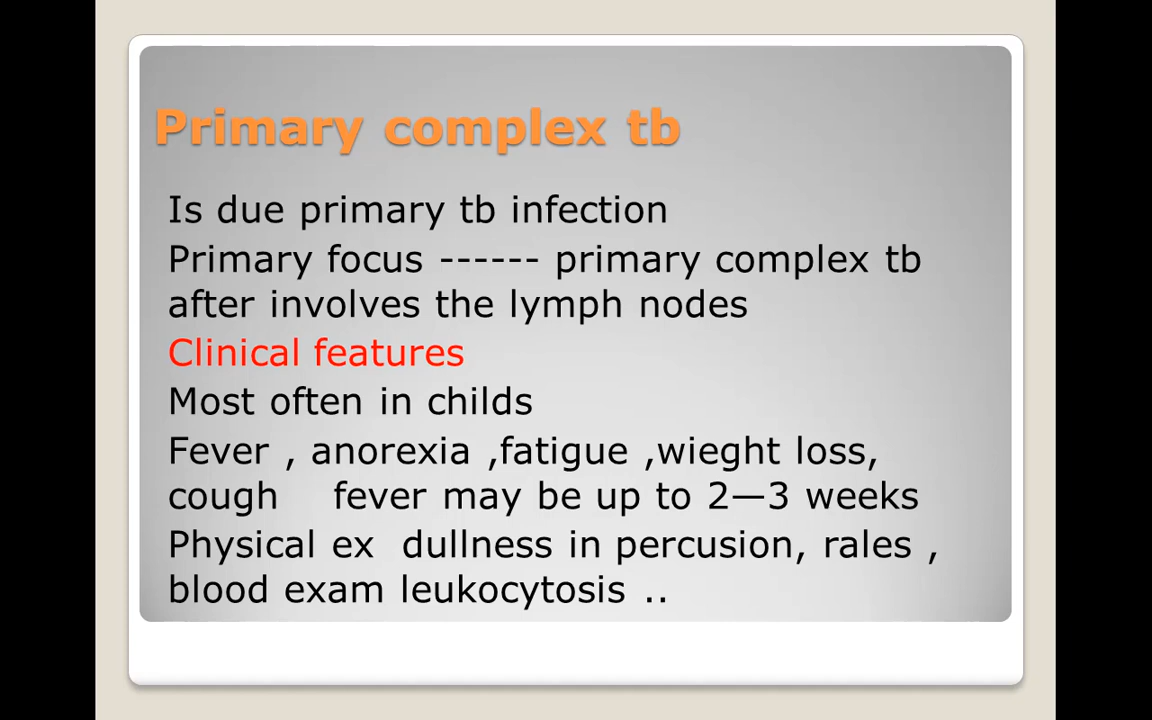 Primary complex tb
Is due primary tb infection
Primary focus ------ primary complex tb
after involves the lymph nodes
Clinical features
Most often in childs
Fever , anorexia ,fatigue ,wieght loss,
cough    fever may be up to 2—3 weeks
Physical ex  dullness in percusion, rales ,
blood exam leukocytosis ..